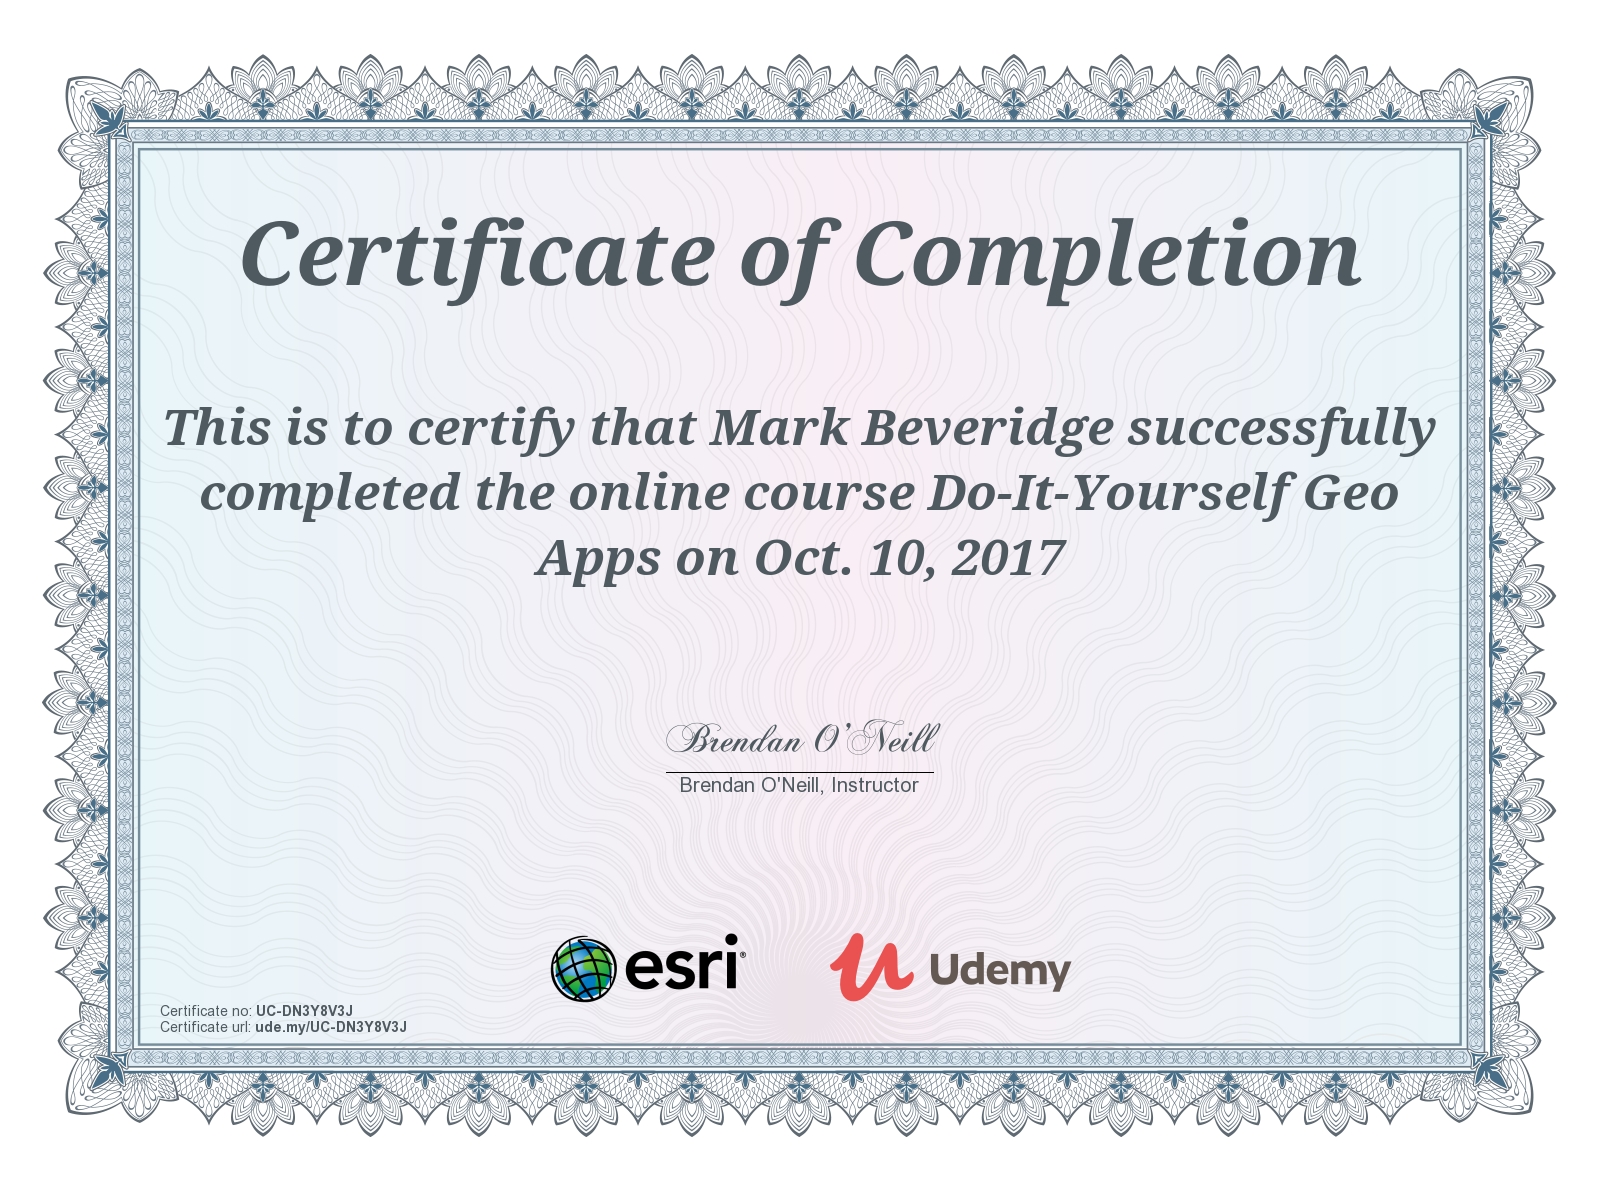 Certificate of Completion
This is to certify that Mark Beveridge successfully
completed the online course Do-It-Yourself Geo
Apps on Oct. 10, 2017
Brendan O'Neill
Brendan O'Neill, Instructor
esri® Udemy
Certificate no: UC-DN3Y8V3J
Certificate url: ude.my/UC-DN3Y8V3J